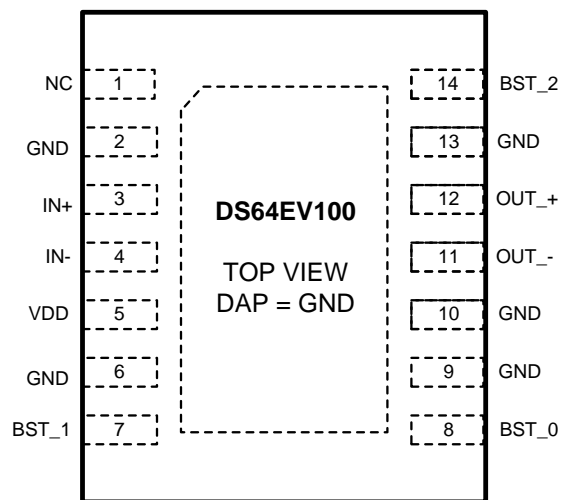 NC 1
GND 2
IN+ 3
IN- 4
VDD 5
GND 6
BST_1 7
DS64EV100
TOP VIEW
DAP = GND
14 BST_2
13 GND
12 OUT_+
11 OUT_-
10 GND
9 GND
8 BST_0